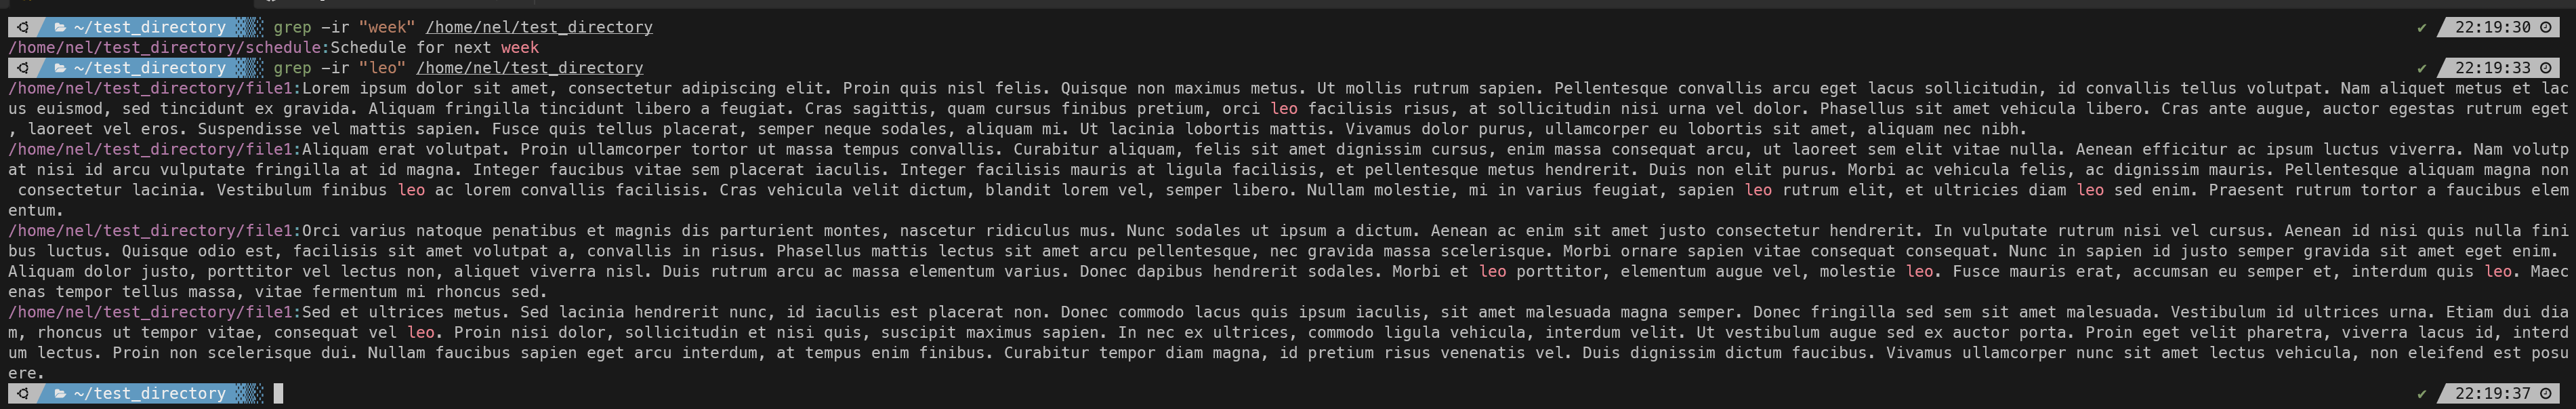 ~/test_directory grep -ir "week" /home/nel/test_directory ✔ 22:19:30
/home/nel/test_directory/schedule:Schedule for next week
~/test_directory grep -ir "leo" /home/nel/test_directory ✔ 22:19:33
/home/nel/test_directory/file1:Lorem ipsum dolor sit amet, consectetur adipiscing elit. Proin quis nisl felis. Quisque non maximus metus. Ut mollis rutrum sapien. Pellentesque convallis arcu eget lacus sollicitudin, id convallis tellus volutpat. Nam aliquet metus et lac
us euismod, sed tincidunt ex gravida. Aliquam fringilla tincidunt libero a feugiat. Cras sagittis, quam cursus finibus pretium, orci leo facilisis risus, at sollicitudin nisi urna vel dolor. Phasellus sit amet vehicula libero. Cras ante augue, auctor egestas rutrum eget
, laoreet vel eros. Suspendisse vel mattis sapien. Fusce quis tellus placerat, semper neque sodales, aliquam mi. Ut lacinia lobortis mattis. Vivamus dolor purus, ullamcorper eu lobortis sit amet, aliquam nec nibh.
/home/nel/test_directory/file1:Aliquam erat volutpat. Proin ullamcorper tortor ut massa tempus convallis. Curabitur aliquam, felis sit amet dignissim cursus, enim massa consequat arcu, ut laoreet sem elit vitae nulla. Aenean efficitur ac ipsum luctus viverra. Nam volutp
at nisi id arcu vulputate fringilla at id magna. Integer faucibus vitae sem placerat iaculis. Integer facilisis mauris at ligula facilisis, et pellentesque metus hendrerit. Duis non elit purus. Morbi ac vehicula felis, ac dignissim mauris. Pellentesque aliquam magna non
consectetur lacinia. Vestibulum finibus leo ac lorem convallis facilisis. Cras vehicula velit dictum, blandit lorem vel, semper libero. Nullam molestie, mi in varius feugiat, sapien leo rutrum elit, et ultricies diam leo sed enim. Praesent rutrum tortor a faucibus elem
entum.
/home/nel/test_directory/file1:Orci varius natoque penatibus et magnis dis parturient montes, nascetur ridiculus mus. Nunc sodales ut ipsum a dictum. Aenean ac enim sit amet justo consectetur hendrerit. In vulputate rutrum nisi vel cursus. Aenean id nisi quis nulla fini
bus luctus. Quisque odio est, facilisis sit amet volutpat a, convallis in risus. Phasellus mattis lectus sit amet arcu pellentesque, nec gravida massa scelerisque. Morbi ornare sapien vitae consequat consequat. Nunc in sapien id justo semper gravida sit amet eget enim.
Aliquam dolor justo, porttitor vel lectus non, aliquet viverra nisl. Duis rutrum arcu ac massa elementum varius. Donec dapibus hendrerit sodales. Morbi et leo porttitor, elementum augue vel, molestie leo. Fusce mauris erat, accumsan eu semper et, interdum quis leo. Maec
enas tempor tellus massa, vitae fermentum mi rhoncus sed.
/home/nel/test_directory/file1:Sed et ultrices metus. Sed lacinia hendrerit nunc, id iaculis est placerat non. Donec commodo lacus quis ipsum iaculis, sit amet malesuada magna semper. Donec fringilla sed sem sit amet malesuada. Vestibulum id ultrices urna. Etiam dui dia
m, rhoncus ut tempor vitae, consequat vel leo. Proin nisi dolor, sollicitudin et nisi quis, suscipit maximus sapien. In nec ex ultrices, commodo ligula vehicula, interdum velit. Ut vestibulum augue sed ex auctor porta. Proin eget velit pharetra, viverra lacus id, interd
um lectus. Proin non scelerisque dui. Nullam faucibus sapien eget arcu interdum, at tempus enim finibus. Curabitur tempor diam magna, id pretium risus venenatis vel. Duis dignissim dictum faucibus. Vivamus ullamcorper nunc sit amet lectus vehicula, non eleifend est posu
ere.
~/test_directory ✔ 22:19:37